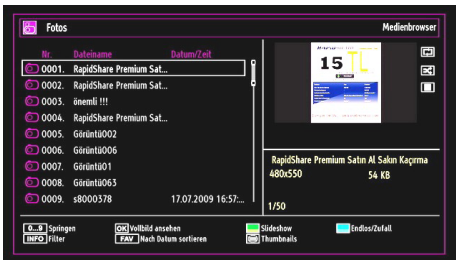 Fotos
Medienbrowser
Nr. Dateiname Datum/Zeit
0001. RapidShare Premium Sat...
0002. RapidShare Premium Sat...
0003. önemli !!!
0004. RapidShare Premium Sat...
0005. Görüntü002
0006. Görüntü006
0007. Görüntü01
0008. Görüntü063
0009. s8000378 17.07.2009 16:57:...
15 TL
RapidShare Premium Satın Al Sakın Kaçırma
480x550 54 KB
1/50
0...9 Springen
OK Vollbild ansehen
Slideshow
Endlos/Zufall
INFO Filter
FAV Nach Datum sortieren
Thumbnails